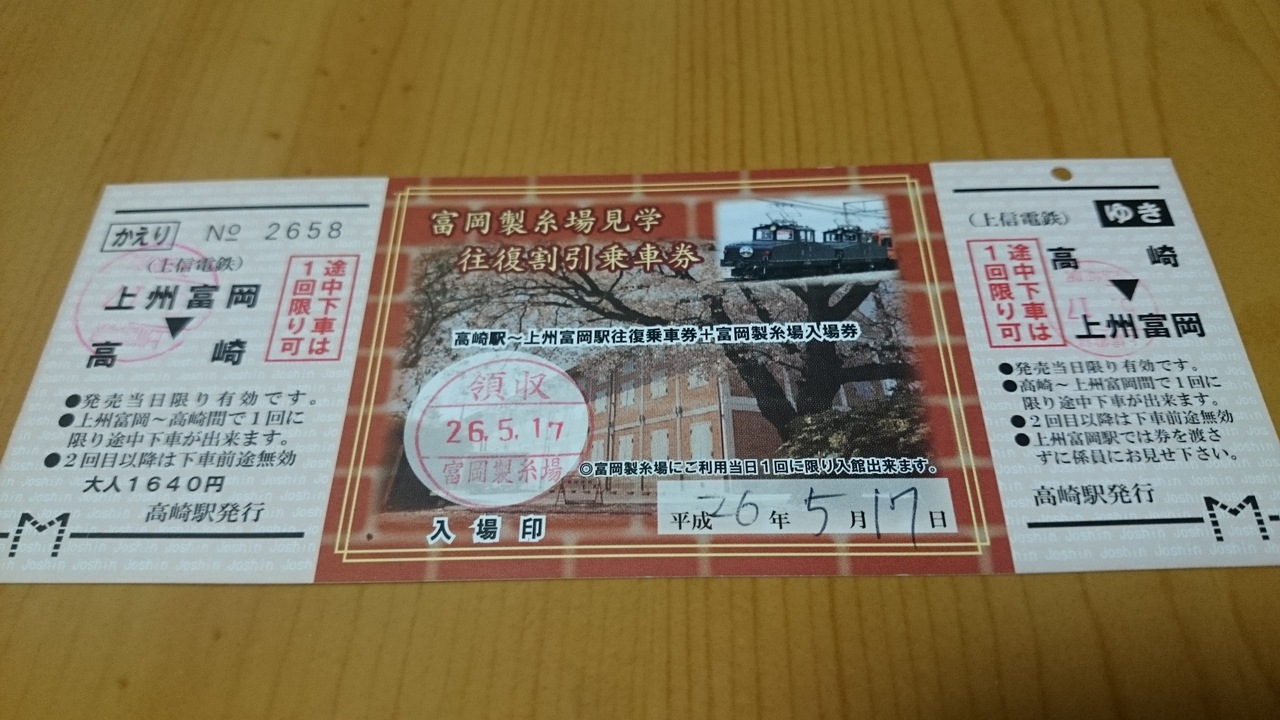 かえり
№ 2658
(上信電鉄)
上州富岡
▼
高崎
途中下車は
1回限り可
●発売当日限り有効です。
●上州富岡～高崎間で1回に
限り途中下車が出来ます。
●2回目以降は下車前途無効
大人1640円
高崎駅発行
富岡製糸場見学
往復割引乗車券
高崎駅～上州富岡駅往復乗車券＋富岡製糸場入場券
領収
26.5.17
富岡製糸場
◎富岡製糸場にご利用当日1回に限り入館出来ます。
入場印
平成26年5月17日
(上信電鉄)
ゆき
途中下車は
1回限り可
高崎
▼
上州富岡
●発売当日限り有効です。
●高崎～上州富岡間で1回に
限り途中下車が出来ます。
●2回目以降は下車前途無効
●上州富岡駅では券を渡さ
ずに係員にお見せ下さい。
高崎駅発行
Joshin Joshin Joshin Joshin